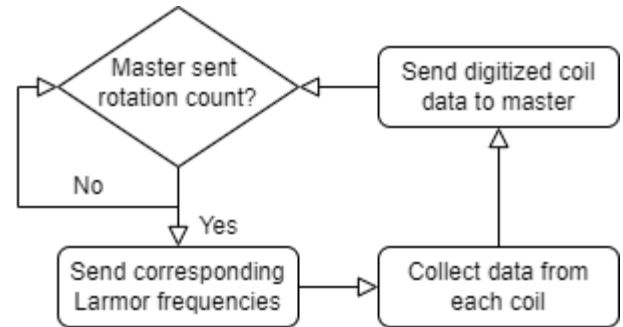 Master sent
rotation count?
Send digitized coil
data to master
No
Yes
Send corresponding
Larmor frequencies
Collect data from
each coil